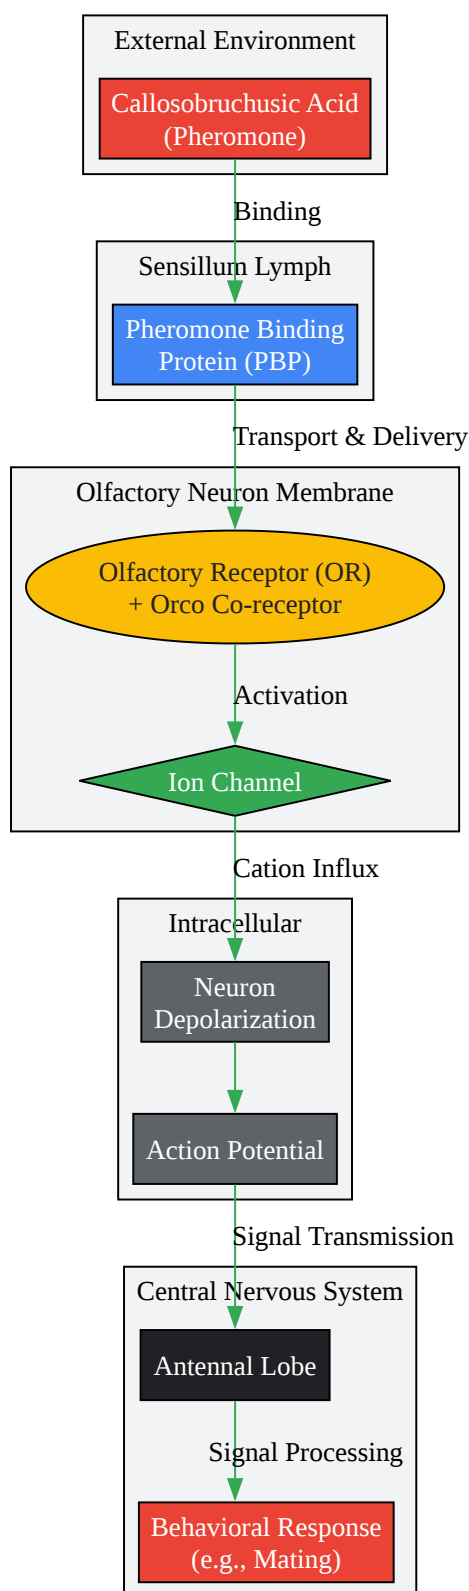 External Environment
Callosobruchusic Acid
(Pheromone)
Binding
Sensillum Lymph
Pheromone Binding
Protein (PBP)
Transport & Delivery
Olfactory Neuron Membrane
Olfactory Receptor (OR)
+ Orco Co-receptor
Activation
Ion Channel
Cation Influx
Intracellular
Neuron
Depolarization
Action Potential
Signal Transmission
Central Nervous System
Antennal Lobe
Signal Processing
Behavioral Response
(e.g., Mating)